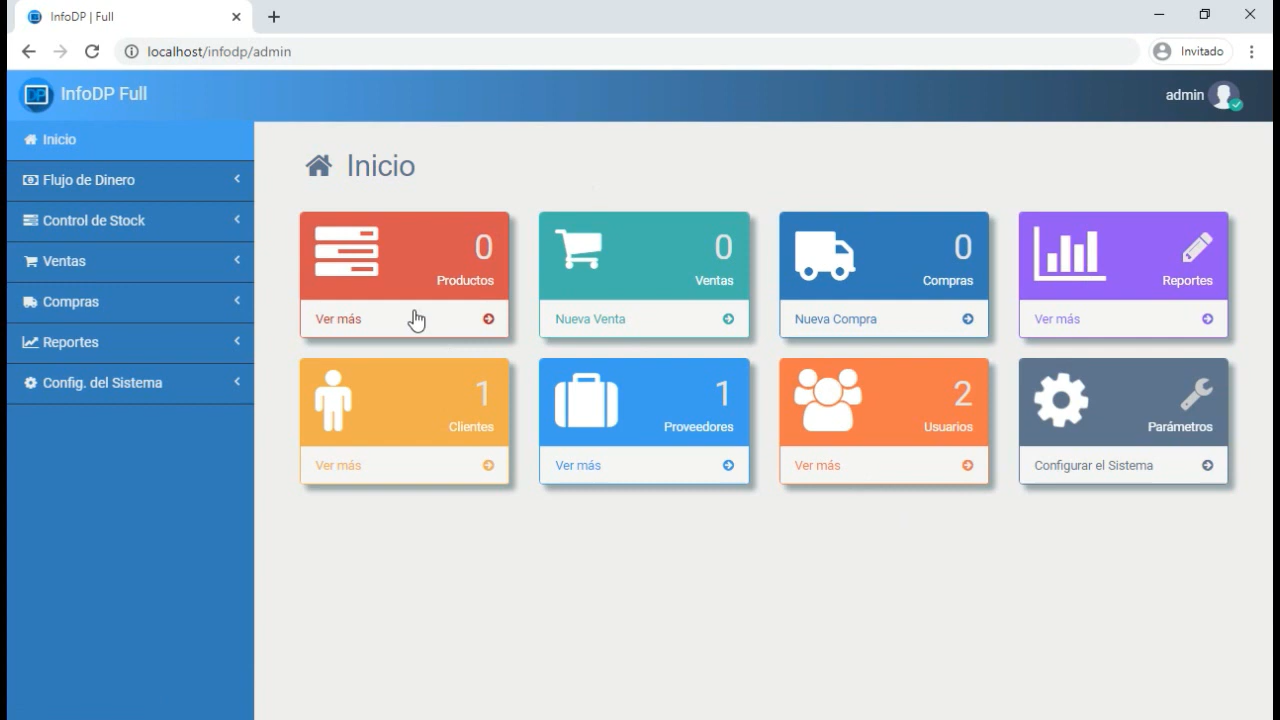 InfoDP | Full
localhost/infodp/admin
Invitado
DP InfoDP Full
admin
Inicio
Flujo de Dinero
Control de Stock
Ventas
Compras
Reportes
Config. del Sistema
Inicio
0
Productos
Ver más
0
Ventas
Nueva Venta
0
Compras
Nueva Compra
Reportes
Ver más
1
Clientes
Ver más
1
Proveedores
Ver más
2
Usuarios
Ver más
Parámetros
Configurar el Sistema